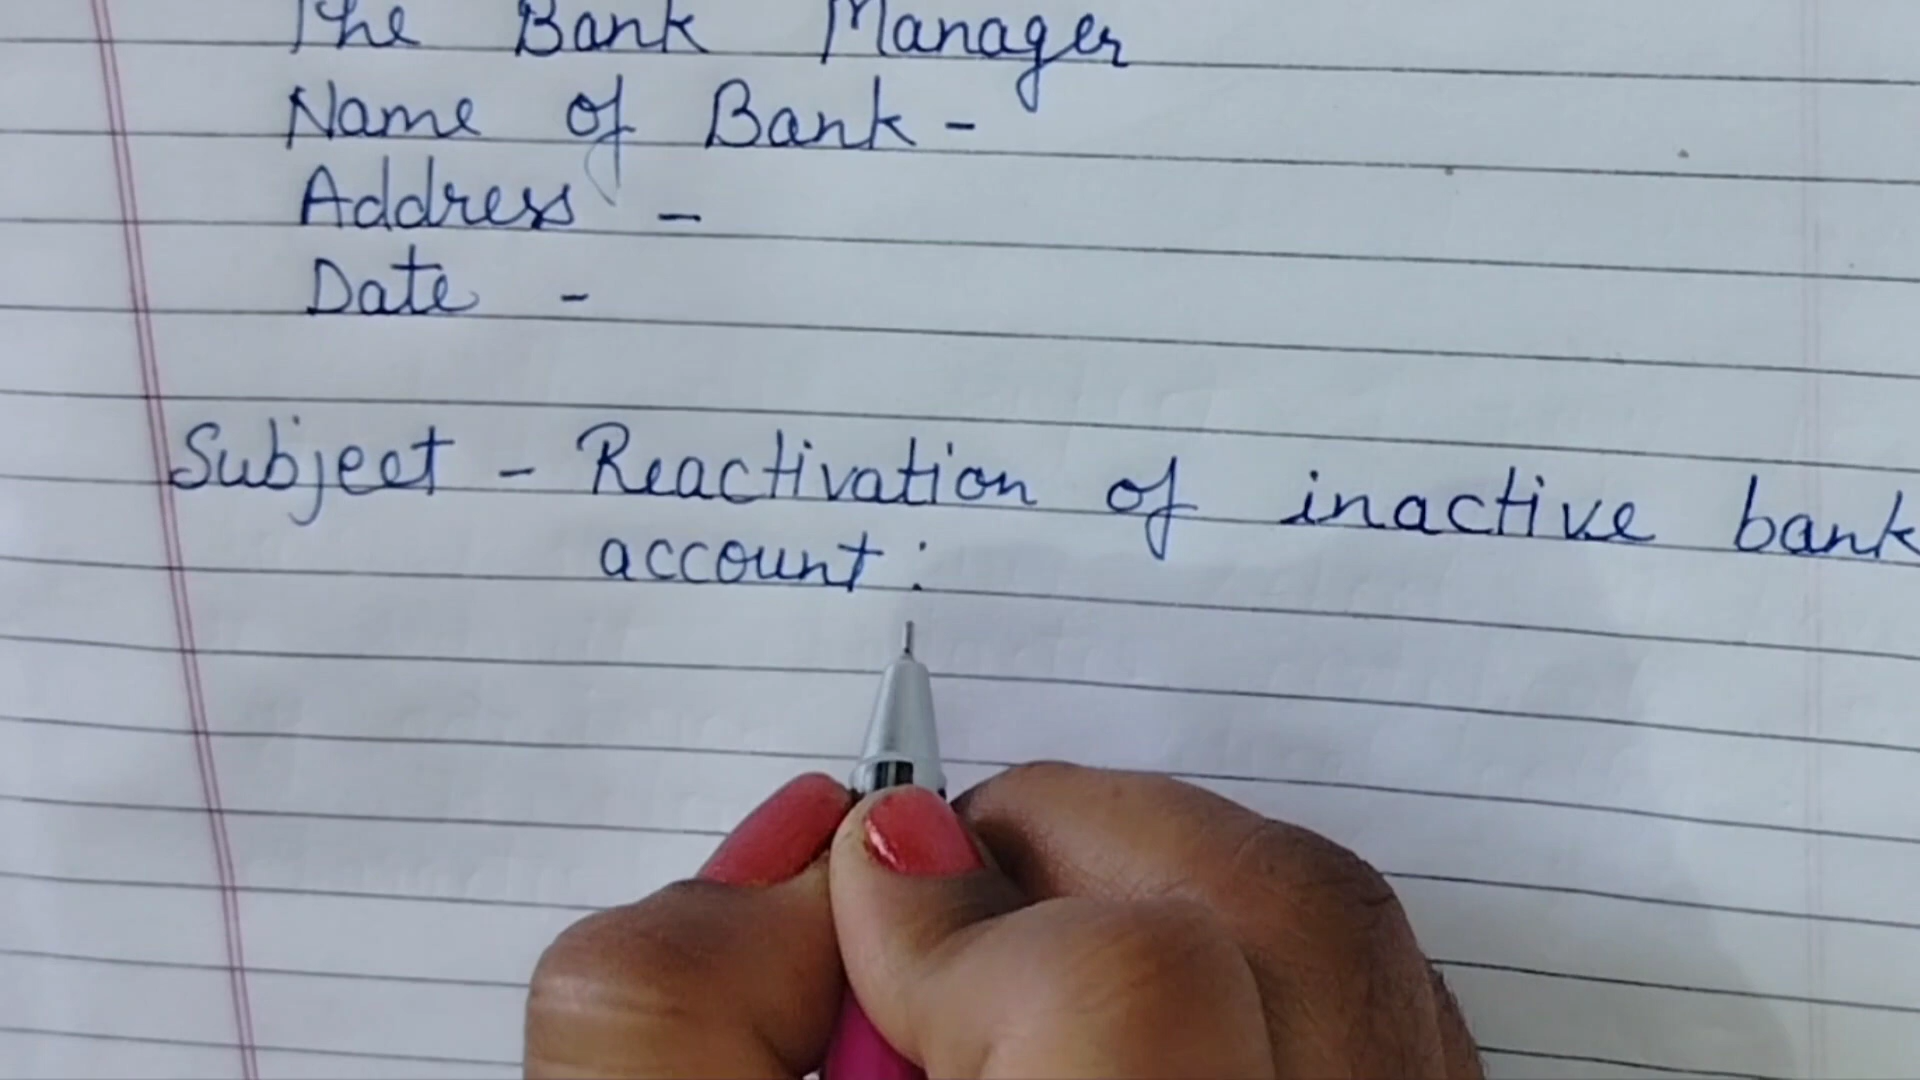 The Bank Manager
Name of Bank -
Address -
Date -
Subject - Reactivation of inactive bank
account :